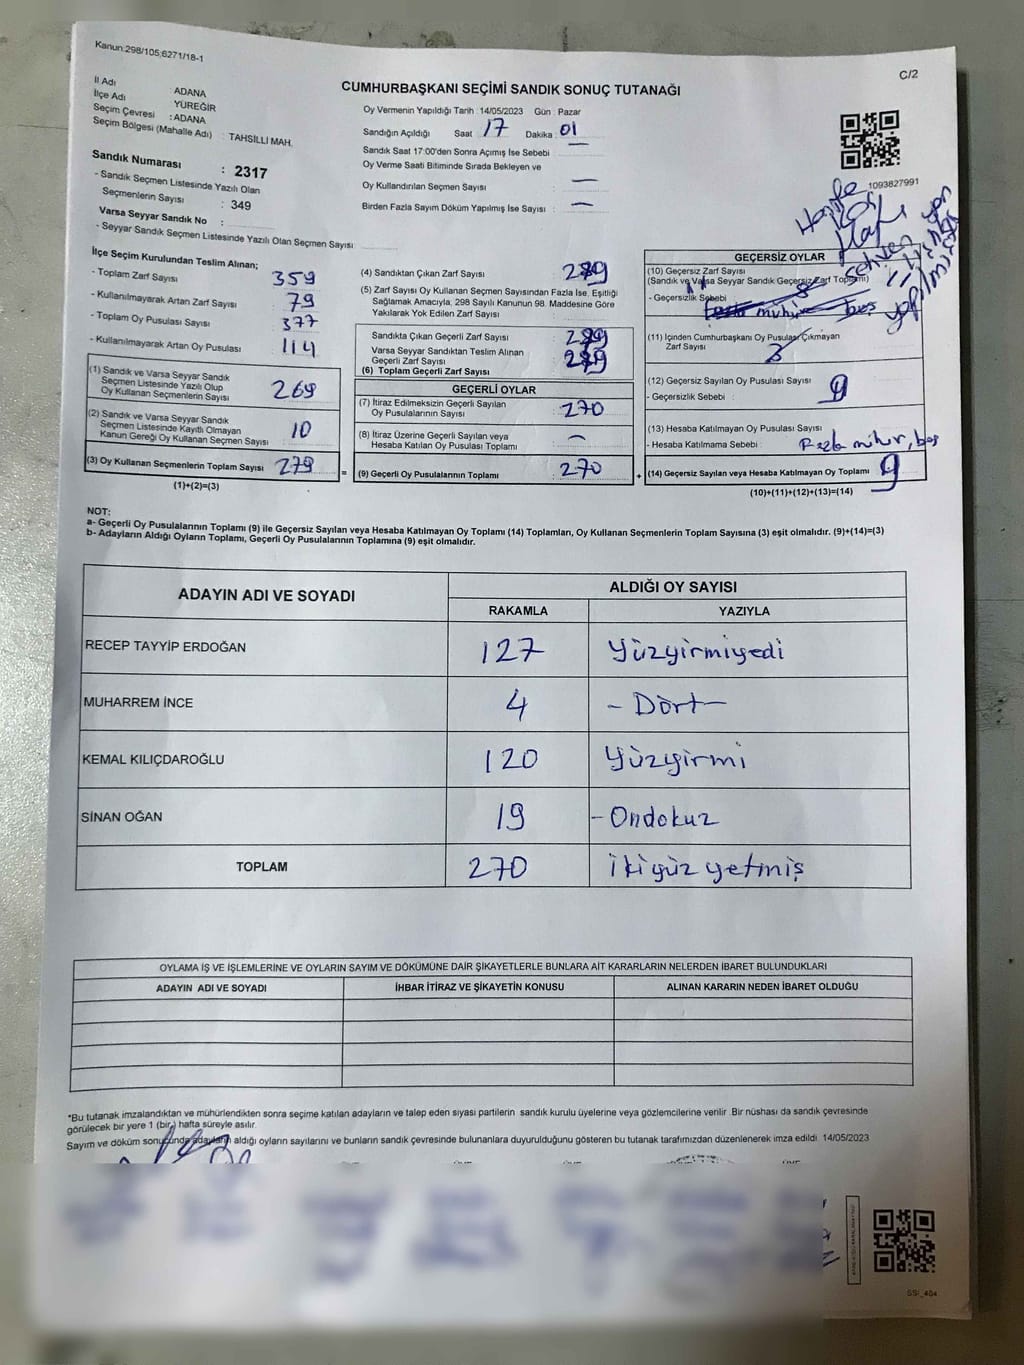 Kanun:298/105;6271/18-1
C/2
CUMHURBAŞKANI SEÇİMİ SANDIK SONUÇ TUTANAĞI
İl Adı : ADANA
İlçe Adı YÜREĞİR
Seçim Çevresi : ADANA
Seçim Bölgesi (Mahalle Adı) : TAHSİLLİ MAH.
Sandık Numarası : 2317
- Sandık Seçmen Listesinde Yazılı Olan
Seçmenlerin Sayısı : 349
Varsa Seyyar Sandık No :
- Seyyar Sandık Seçmen Listesinde Yazılı Olan Seçmen Sayısı
Oy Vermenin Yapıldığı Tarih : 14/05/2023 Gün : Pazar
Sandığın Açıldığı Saat 17 Dakika : 01
Sandık Saat 17:00'den Sonra Açımış İse Sebebi : —
Oy Verme Saati Bitiminde Sırada Bekleyen ve
Oy Kullandırılan Seçmen Sayısı : —
Birden Fazla Sayım Döküm Yapılmış İse Sayısı : —
1093827991
İlçe Seçim Kurulundan Teslim Alınan;
- Toplam Zarf Sayısı : 359
- Kullanılmayarak Artan Zarf Sayısı : 79
- Toplam Oy Pusulası Sayısı : 377
- Kullanılmayarak Artan Oy Pusulası : 114
(1) Sandık ve Varsa Seyyar Sandık
Seçmen Listesinde Yazılı Olup
Oy Kullanan Seçmenlerin Sayısı : 269
(2) Sandık ve Varsa Seyyar Sandık
Seçmen Listesinde Kayıtlı Olmayan
Kanun Gereği Oy Kullanan Seçmen Sayısı : 10
(3) Oy Kullanan Seçmenlerin Toplam Sayısı : 279
(1)+(2)=(3)
=
(4) Sandıktan Çıkan Zarf Sayısı : 279
(5) Zarf Sayısı Oy Kullanan Seçmen Sayısından Fazla İse, Eşitliği
Sağlamak Amacıyla, 298 Sayılı Kanunun 98. Maddesine Göre
Yakılarak Yok Edilen Zarf Sayısı :
Sandıkta Çıkan Geçerli Zarf Sayısı : 279
Varsa Seyyar Sandıktan Teslim Alınan
Geçerli Zarf Sayısı
(6) Toplam Geçerli Zarf Sayısı : 279
GEÇERLİ OYLAR
(7) İtiraz Edilmeksizin Geçerli Sayılan
Oy Pusulalarının Sayısı : 270
(8) İtiraz Üzerine Geçerli Sayılan veya
Hesaba Katılan Oy Pusulası Toplamı : —
(9) Geçerli Oy Pusulalarının Toplamı : 270
+
GEÇERSİZ OYLAR
(10) Geçersiz Zarf Sayısı
(Sandık ve Varsa Seyyar Sandık Geçersiz Zarf Toplamı)
- Geçersizlik Sebebi
(11) İçinden Cumhurbaşkanı Oy Pusulası Çıkmayan
Zarf Sayısı :
(12) Geçersiz Sayılan Oy Pusulası Sayısı : 9
- Geçersizlik Sebebi :
(13) Hesaba Katılmayan Oy Pusulası Sayısı :
- Hesaba Katılmama Sebebi : Fazla mühür, boş
(14) Geçersiz Sayılan veya Hesaba Katılmayan Oy Toplamı : 9
(10)+(11)+(12)+(13)=(14)
NOT:
a- Geçerli Oy Pusulalarının Toplamı (9) ile Geçersiz Sayılan veya Hesaba Katılmayan Oy Toplamı (14) Toplamları, Oy Kullanan Seçmenlerin Toplam Sayısına (3) eşit olmalıdır. (9)+(14)=(3)
b- Adayların Aldığı Oyların Toplamı, Geçerli Oy Pusulalarının Toplamına (9) eşit olmalıdır.
ADAYIN ADI VE SOYADI
ALDIĞI OY SAYISI
RAKAMLA YAZIYLA
RECEP TAYYİP ERDOĞAN 127 Yüzyirmiyedi
MUHARREM İNCE 4 - Dört -
KEMAL KILIÇDAROĞLU 120 Yüzyirmi
SİNAN OĞAN 19 - Ondokuz
TOPLAM 270 İkiyüz yetmiş
OYLAMA İŞ VE İŞLEMLERİNE VE OYLARIN SAYIM VE DÖKÜMÜNE DAİR ŞİKAYETLERLE BUNLARA AİT KARARLARIN NELERDEN İBARET BULUNDUKLARI
ADAYIN ADI VE SOYADI İHBAR İTİRAZ VE ŞİKAYETİN KONUSU ALINAN KARARIN NEDEN İBARET OLDUĞU
*Bu tutanak imzalandıktan ve mühürlendikten sonra seçime katılan adayların ve talep eden siyasi partilerin sandık kurulu üyelerine veya gözlemcilerine verilir. Bir nüshası da sandık çevresinde
görülecek bir yere 1 (bir) hafta süreyle asılır.
Sayım ve döküm sonucunda adayların aldığı oyların sayılarını ve bunların sandık çevresinde bulunanlara duyurulduğunu gösteren bu tutanak tarafımızdan düzenlenerek imza edildi. 14/05/2023